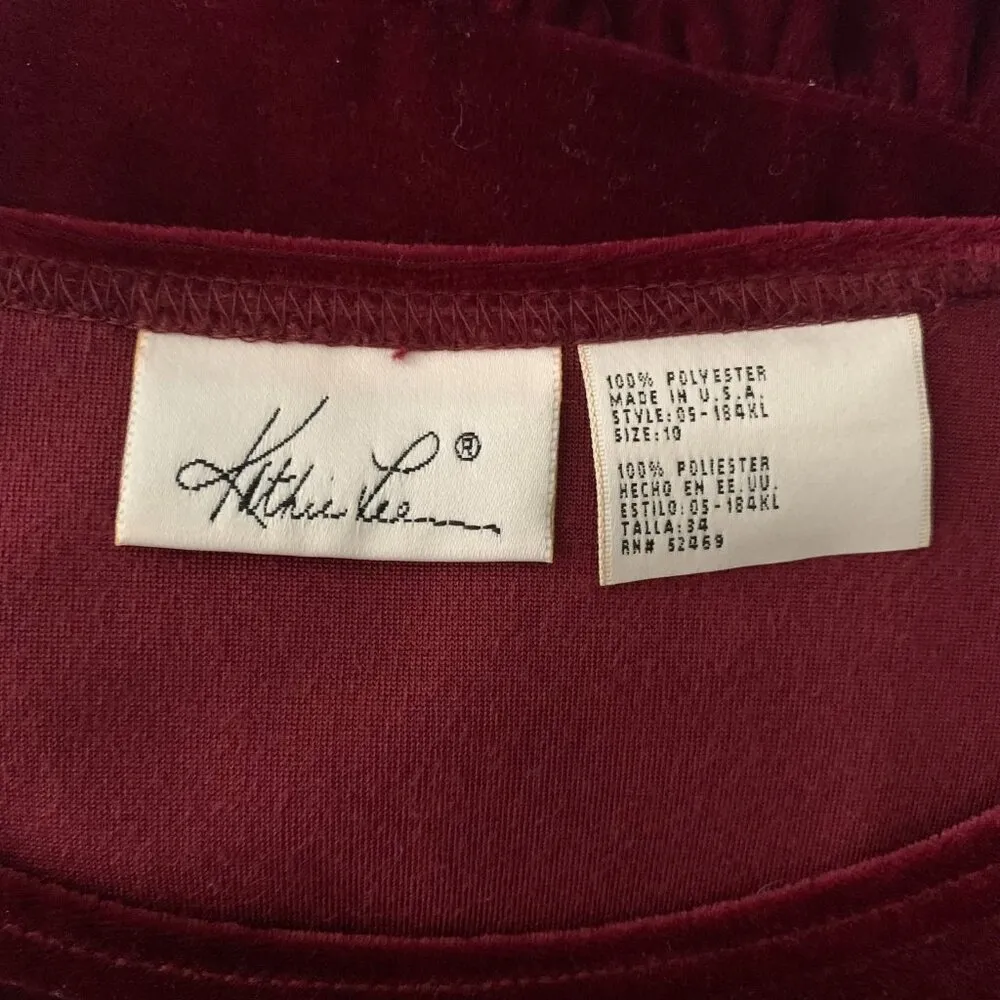 Kathie Lee®
100% POLYESTER
MADE IN U.S.A.
STYLE:05-184KL
SIZE:10
100% POLIESTER
HECHO EN EE.UU.
ESTILO:05-184KL
TALLA:34
RN# 52469